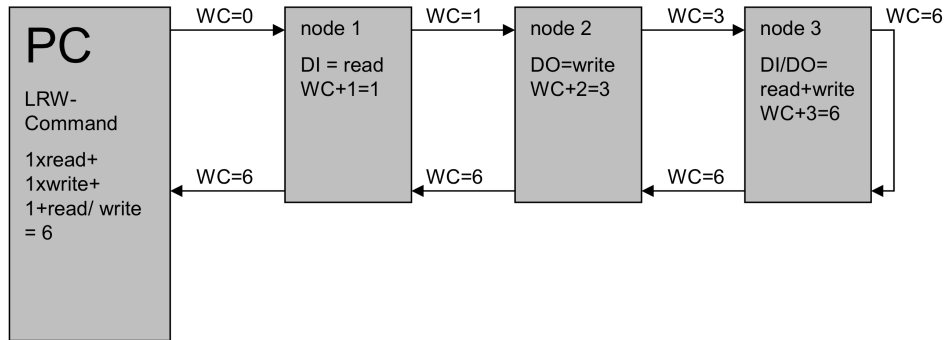 PC
LRW-
Command
1xread+
1xwrite+
1+read/ write
= 6
WC=0
node 1
DI = read
WC+1=1
WC=1
node 2
DO=write
WC+2=3
WC=3
node 3
DI/DO=
read+write
WC+3=6
WC=6
WC=6
WC=6
WC=6